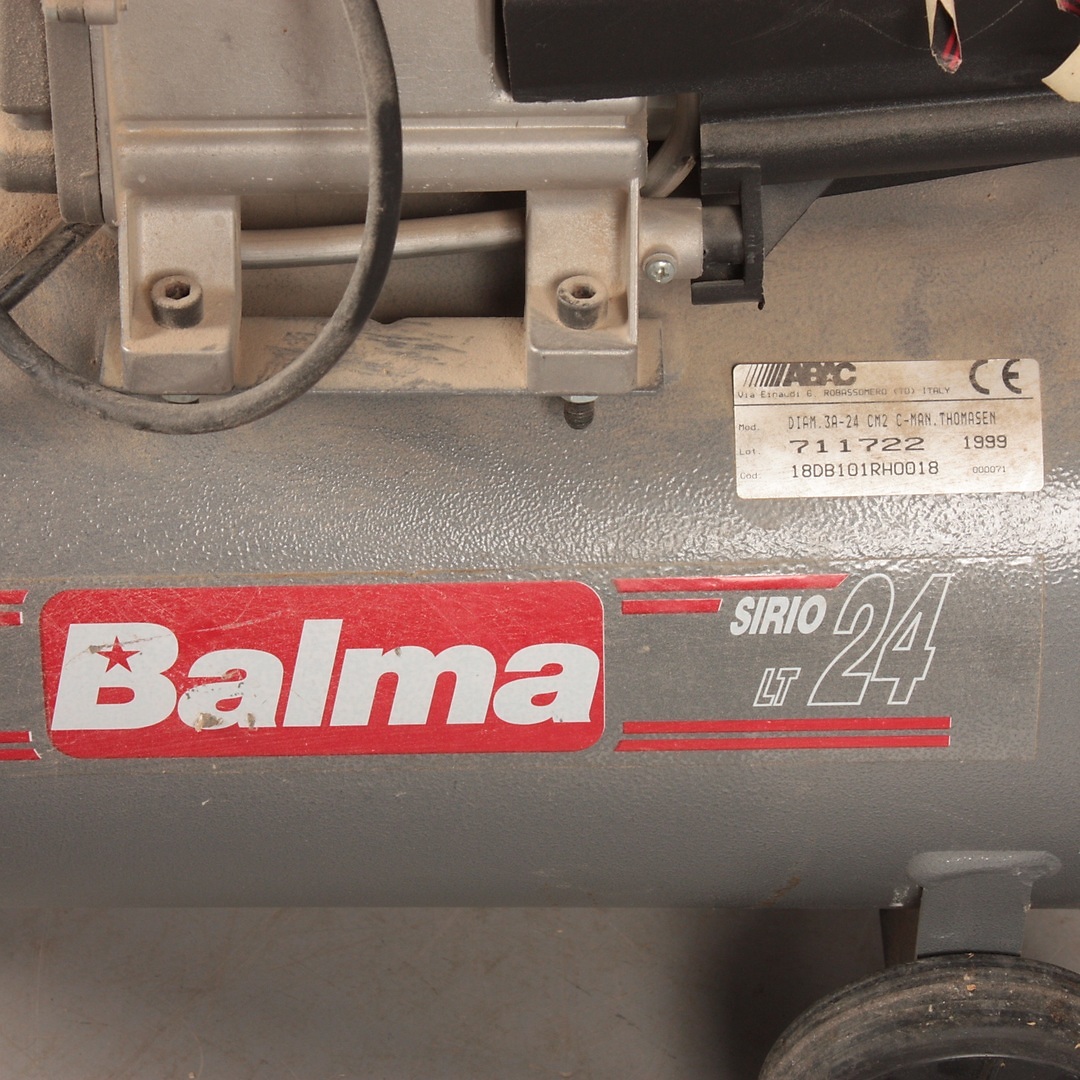 ABAC CE
Via Einaudi 6, ROBASSOMERO (TO) ITALY
Mod. DIAM.3A-24 CM2 C-MAN.THOMASEN
Lot. 711722 1999
Cod. 18DB101RH0018 000071
Balma
SIRIO 24
LT